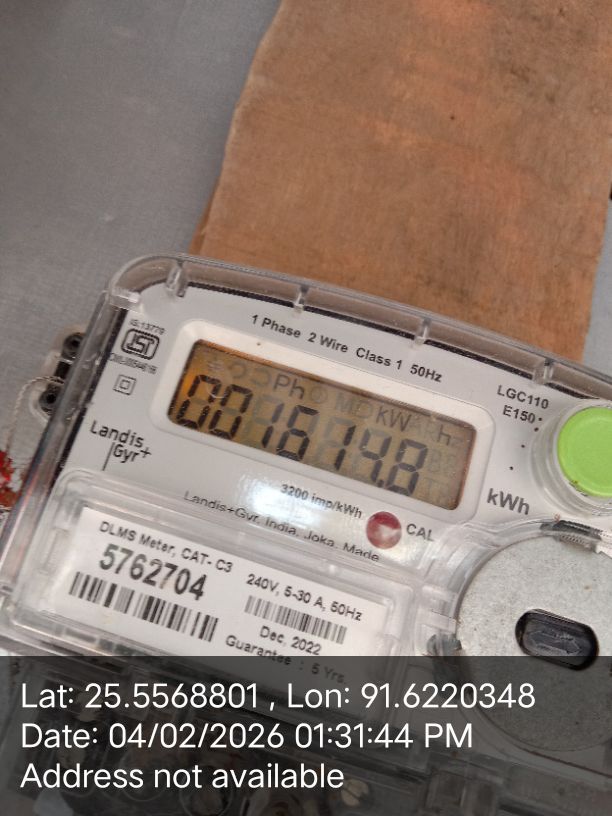 1 Phase 2 Wire Class 1 50Hz
IS:13779
LGC110
E150
kWh
001614.8
Landis
Gyr+
kWh
3200 imp/kWh
CAL
Landis+Gyr, India, Joka, Made
DLMS Meter, CAT- C3
5762704
240V, 5-30 A, 50Hz
Dec, 2022
Guarantee : 5 Yrs.
Lat: 25.5568801 , Lon: 91.6220348
Date: 04/02/2026 01:31:44 PM
Address not available